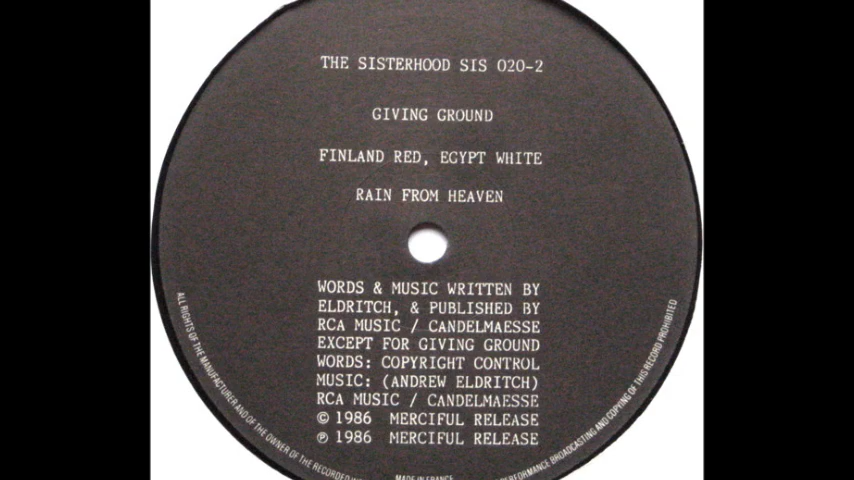 THE SISTERHOOD SIS 020-2
GIVING GROUND
FINLAND RED, EGYPT WHITE
RAIN FROM HEAVEN
WORDS & MUSIC WRITTEN BY
ELDRITCH, & PUBLISHED BY
RCA MUSIC / CANDELMAESSE
EXCEPT FOR GIVING GROUND
WORDS: COPYRIGHT CONTROL
MUSIC: (ANDREW ELDRITCH)
RCA MUSIC / CANDELMAESSE
© 1986 MERCIFUL RELEASE
℗ 1986 MERCIFUL RELEASE
ALL RIGHTS OF THE MANUFACTURER AND OF THE OWNER OF THE RECORDED
MADE IN FRANCE
PERFORMANCE BROADCASTING AND COPYING OF THIS RECORD PROHIBITED